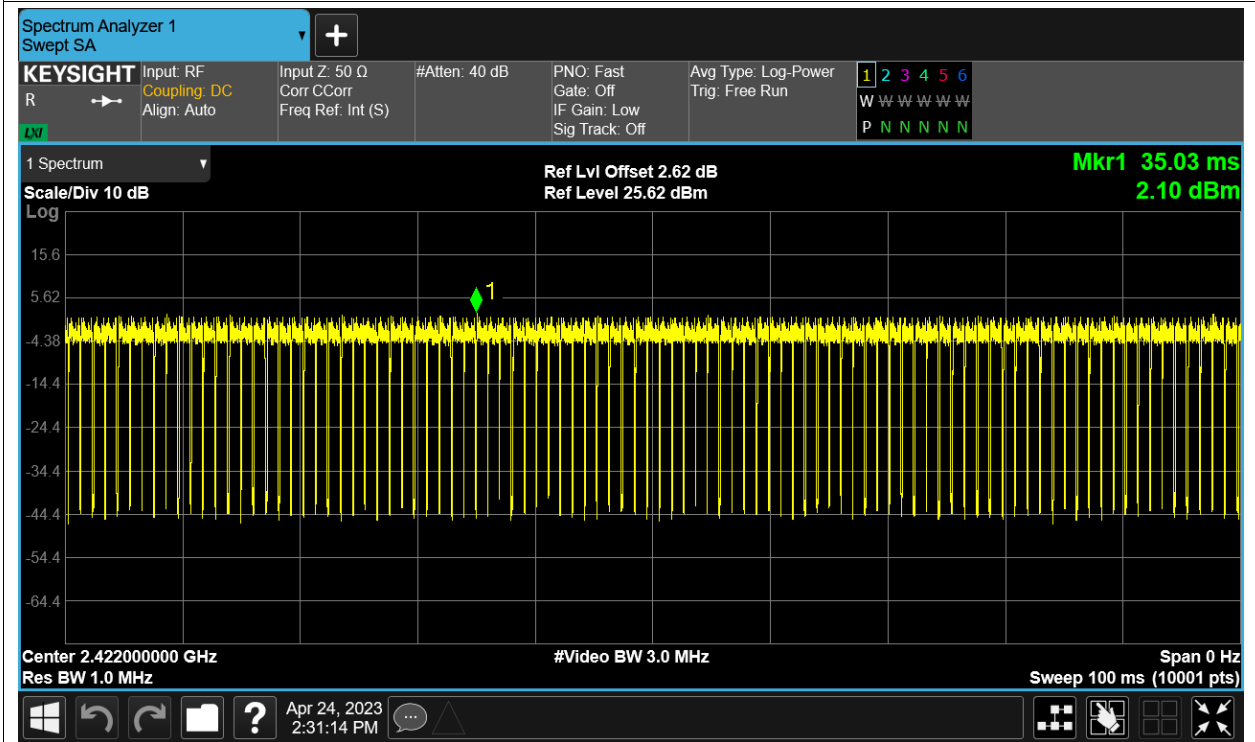 Spectrum Analyzer 1
Swept SA
+
KEYSIGHT Input: RF Input Z: 50 Ω #Atten: 40 dB PNO: Fast Avg Type: Log-Power 1 2 3 4 5 6
R Coupling: DC Corr CCorr Gate: Off Trig: Free Run W W W W W W
Align: Auto Freq Ref: Int (S) IF Gain: Low
LXI Sig Track: Off P N N N N N
1 Spectrum Ref Lvl Offset 2.62 dB Mkr1 35.03 ms
Scale/Div 10 dB Ref Level 25.62 dBm 2.10 dBm
Log
15.6
5.62
1
-4.38
-14.4
-24.4
-34.4
-44.4
-54.4
-64.4
Center 2.422000000 GHz #Video BW 3.0 MHz Span 0 Hz
Res BW 1.0 MHz Sweep 100 ms (10001 pts)
? Apr 24, 2023
2:31:14 PM